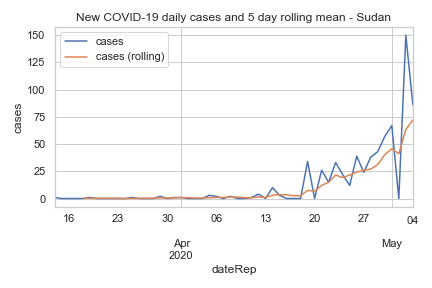 New COVID-19 daily cases and 5 day rolling mean - Sudan
cases
cases (rolling)
150
125
100
75
50
25
0
cases
16 23 30 06 13 20 27 04
Apr May
2020
dateRep